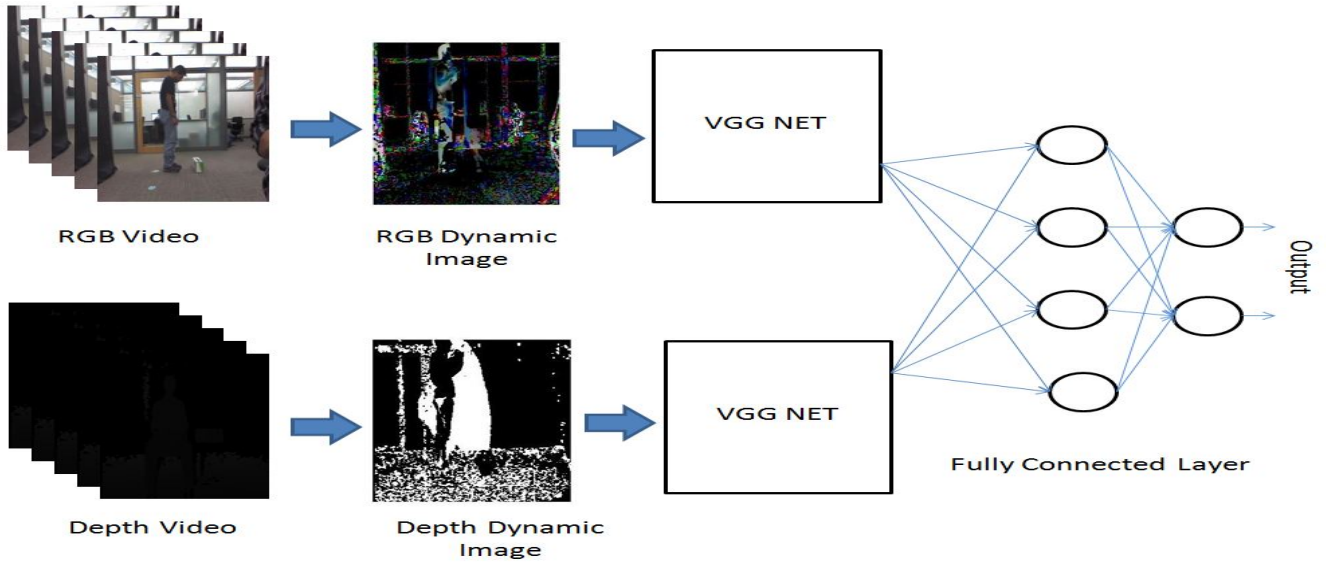 RGB Video
RGB Dynamic
Image
VGG NET
Output
Depth Video
Depth Dynamic
Image
VGG NET
Fully Connected Layer